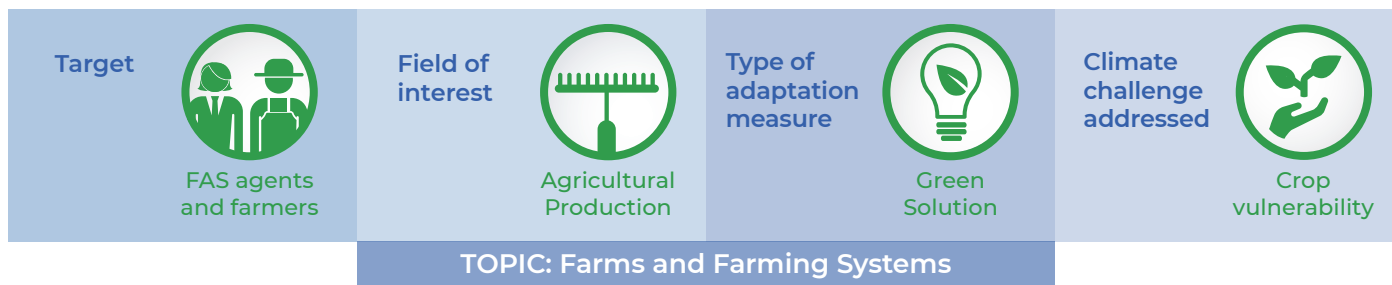 Target
FAS agents
and farmers
Field of
interest
Agricultural
Production
Type of
adaptation
measure
Green
Solution
Climate
challenge
addressed
Crop
vulnerability
TOPIC: Farms and Farming Systems